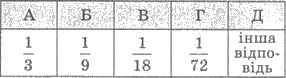 А Б В Г Д
1/3 1/9 1/18 1/72 інша відпо-
відь